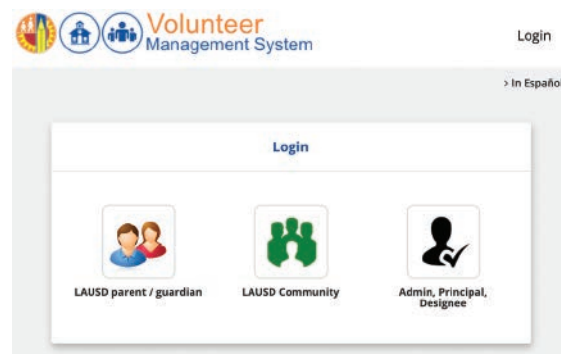 Volunteer
Management System
Login
> In Español
Login
LAUSD parent / guardian
LAUSD Community
Admin, Principal,
Designee